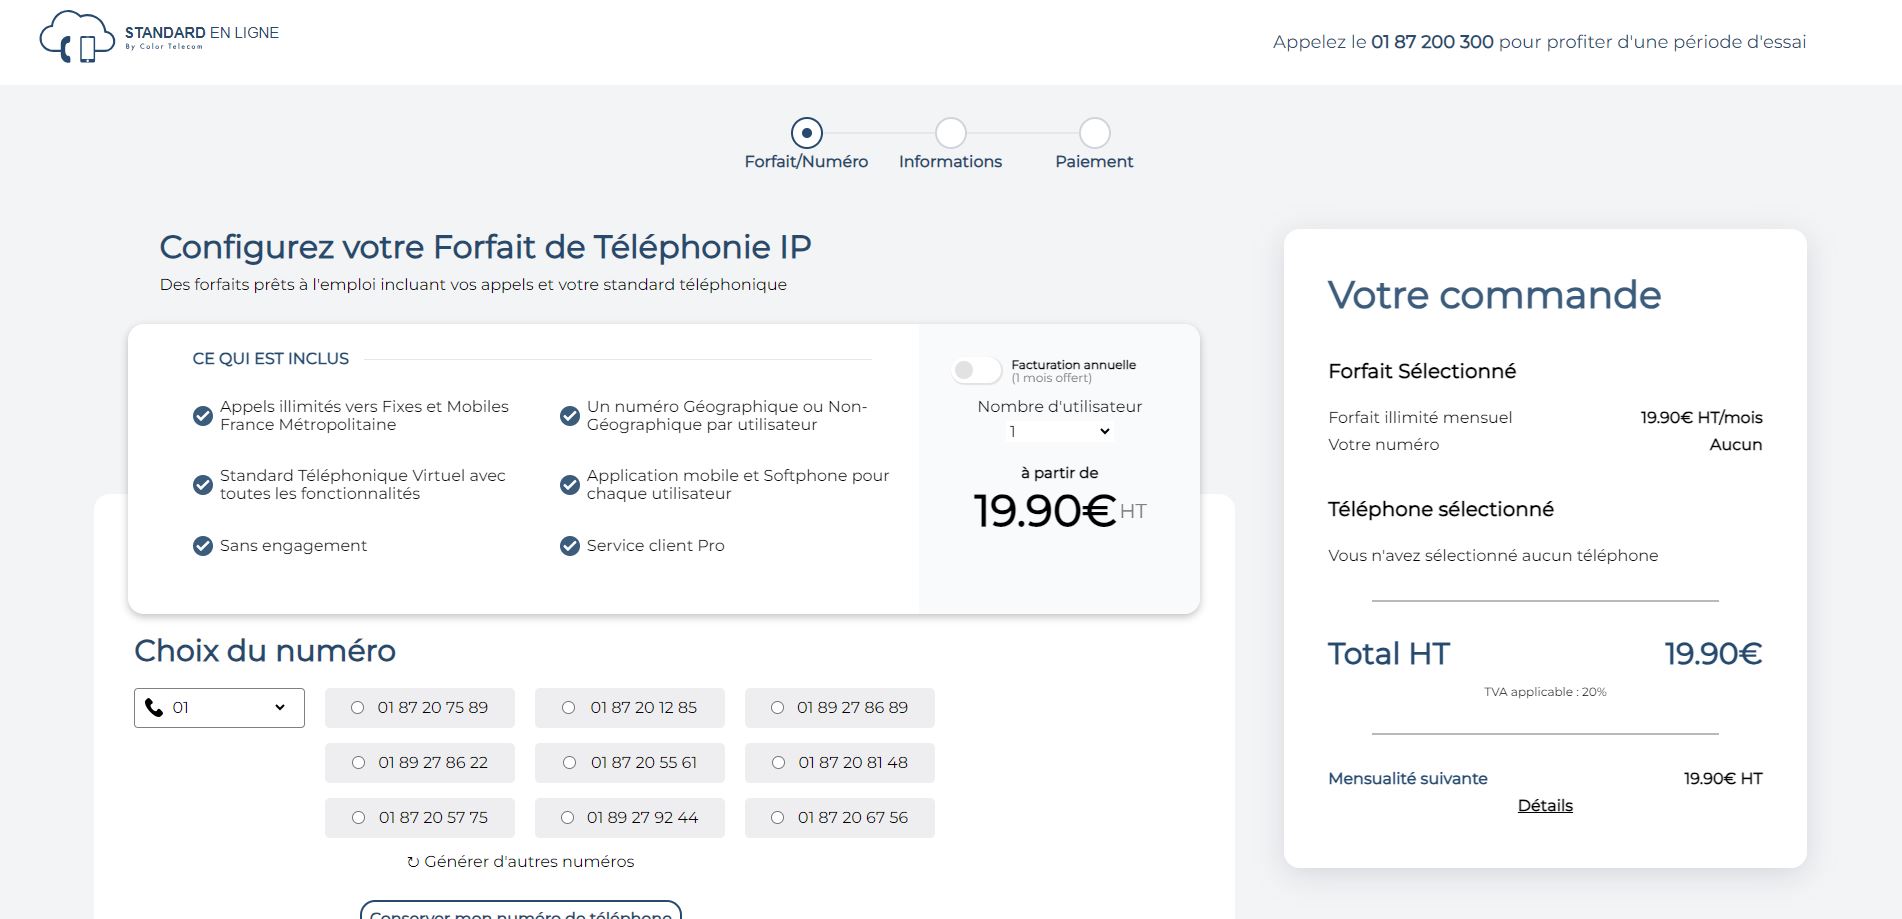 STANDARD EN LIGNE
By Color Telecom
Appelez le 01 87 200 300 pour profiter d'une période d'essai
Forfait/Numéro
Informations
Paiement
Configurez votre Forfait de Téléphonie IP
Des forfaits prêts à l'emploi incluant vos appels et votre standard téléphonique
CE QUI EST INCLUS
Appels illimités vers Fixes et Mobiles
France Métropolitaine
Un numéro Géographique ou Non-
Géographique par utilisateur
Standard Téléphonique Virtuel avec
toutes les fonctionnalités
Application mobile et Softphone pour
chaque utilisateur
Sans engagement
Service client Pro
Facturation annuelle
(1 mois offert)
Nombre d'utilisateur
1
à partir de
19.90€ HT
Choix du numéro
01
01 87 20 75 89
01 87 20 12 85
01 89 27 86 89
01 89 27 86 22
01 87 20 55 61
01 87 20 81 48
01 87 20 57 75
01 89 27 92 44
01 87 20 67 56
↻ Générer d'autres numéros
Conserver mon numéro de téléphone
Votre commande
Forfait Sélectionné
Forfait illimité mensuel 19.90€ HT/mois
Votre numéro Aucun
Téléphone sélectionné
Vous n'avez sélectionné aucun téléphone
Total HT 19.90€
TVA applicable : 20%
Mensualité suivante 19.90€ HT
Détails